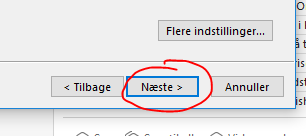 Flere indstillinger...
< Tilbage Næste > Annuller